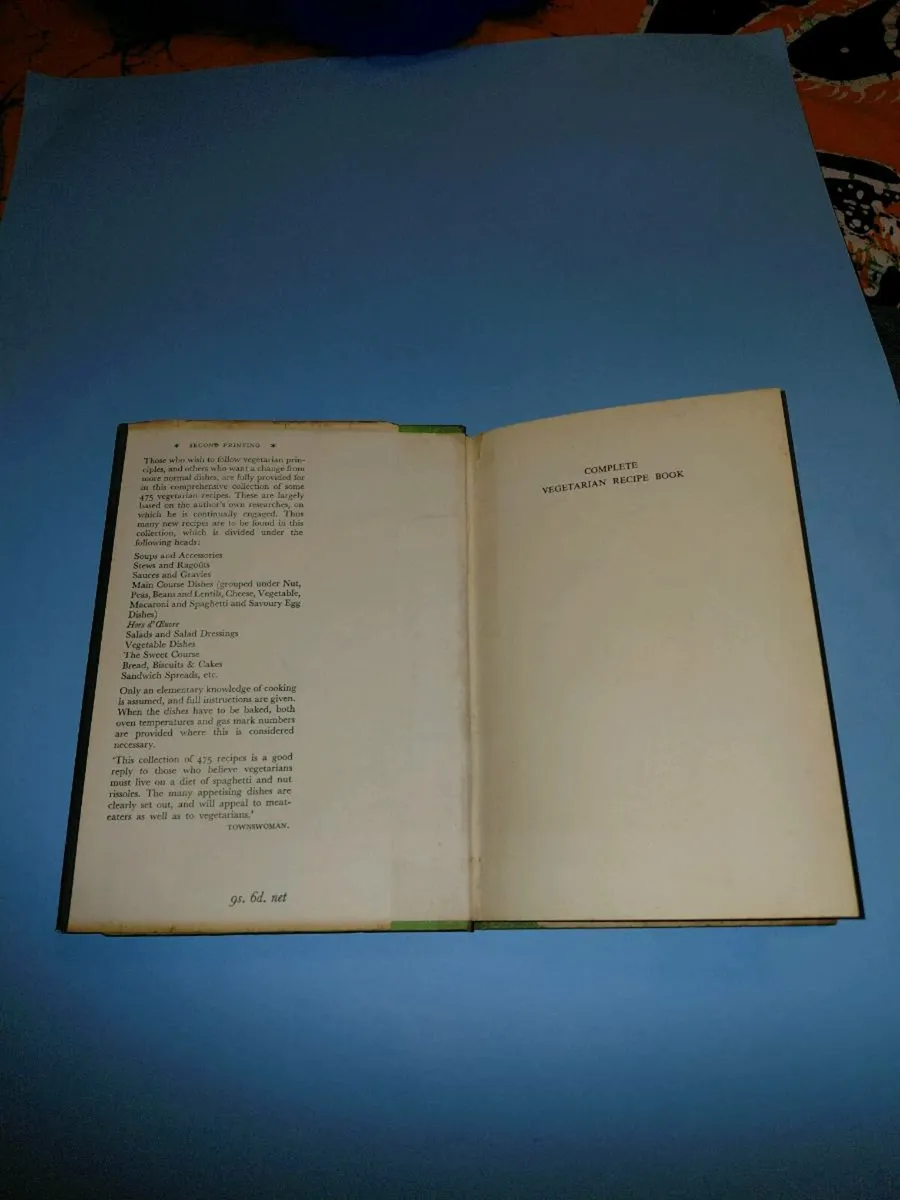 * SECOND PRINTING *
Those who wish to follow vegetarian prin-
ciples, and others who want a change from
more normal dishes, are fully provided for
in this comprehensive collection of some
475 vegetarian recipes. These are largely
based on the author's own researches, on
which he is continually engaged. Thus
many new recipes are to be found in this
collection, which is divided under the
following heads:
Soups and Accessories
Stews and Ragoûts
Sauces and Gravies
Main Course Dishes (grouped under Nut,
Peas, Beans and Lentils, Cheese, Vegetable,
Macaroni and Spaghetti and Savoury Egg
Dishes)
Hors d'Œuvre
Salads and Salad Dressings
Vegetable Dishes
The Sweet Course
Bread, Biscuits & Cakes
Sandwich Spreads, etc.
Only an elementary knowledge of cooking
is assumed, and full instructions are given.
When the dishes have to be baked, both
oven temperatures and gas mark numbers
are provided where this is considered
necessary.
'This collection of 475 recipes is a good
reply to those who believe vegetarians
must live on a diet of spaghetti and nut
rissoles. The many appetising dishes are
clearly set out, and will appeal to meat-
eaters as well as to vegetarians.'
TOWNSWOMAN.
9s. 6d. net
COMPLETE
VEGETARIAN RECIPE BOOK